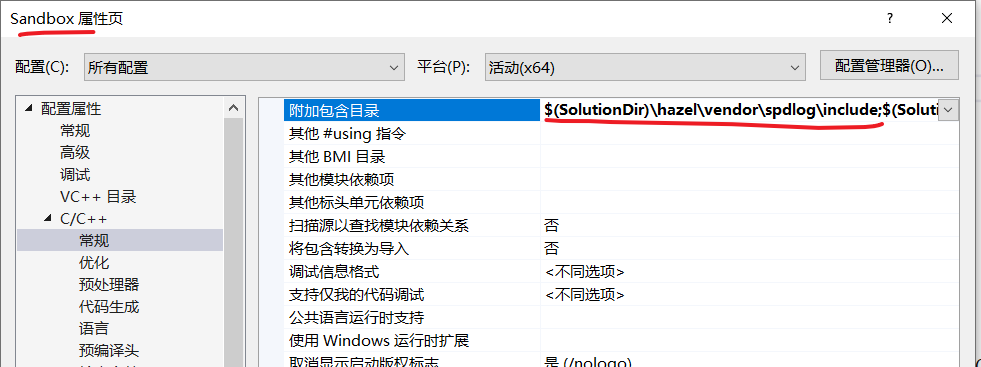 Sandbox 属性页
配置(C): 所有配置 平台(P): 活动(x64) 配置管理器(O)...
配置属性
常规
高级
调试
VC++ 目录
C/C++
常规
优化
预处理器
代码生成
语言
预编译头
附加包含目录 $(SolutionDir)\hazel\vendor\spdlog\include;$(Soluti
其他 #using 指令
其他 BMI 目录
其他模块依赖项
其他标头单元依赖项
扫描源以查找模块依赖关系 否
将包含转换为导入 否
调试信息格式 <不同选项>
支持仅我的代码调试 <不同选项>
公共语言运行时支持
使用 Windows 运行时扩展
取消显示启动版权标志 是 (/nologo)